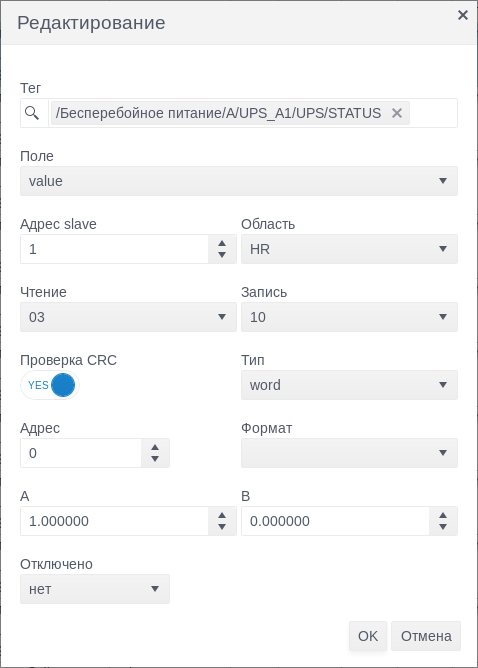 Редактирование
Тег
/Бесперебойное питание/A/UPS_A1/UPS/STATUS
Поле
value
Адрес slave Область
1 HR
Чтение Запись
03 10
Проверка CRC Тип
YES word
Адрес Формат
0
A B
1.000000 0.000000
Отключено
нет
OK Отмена